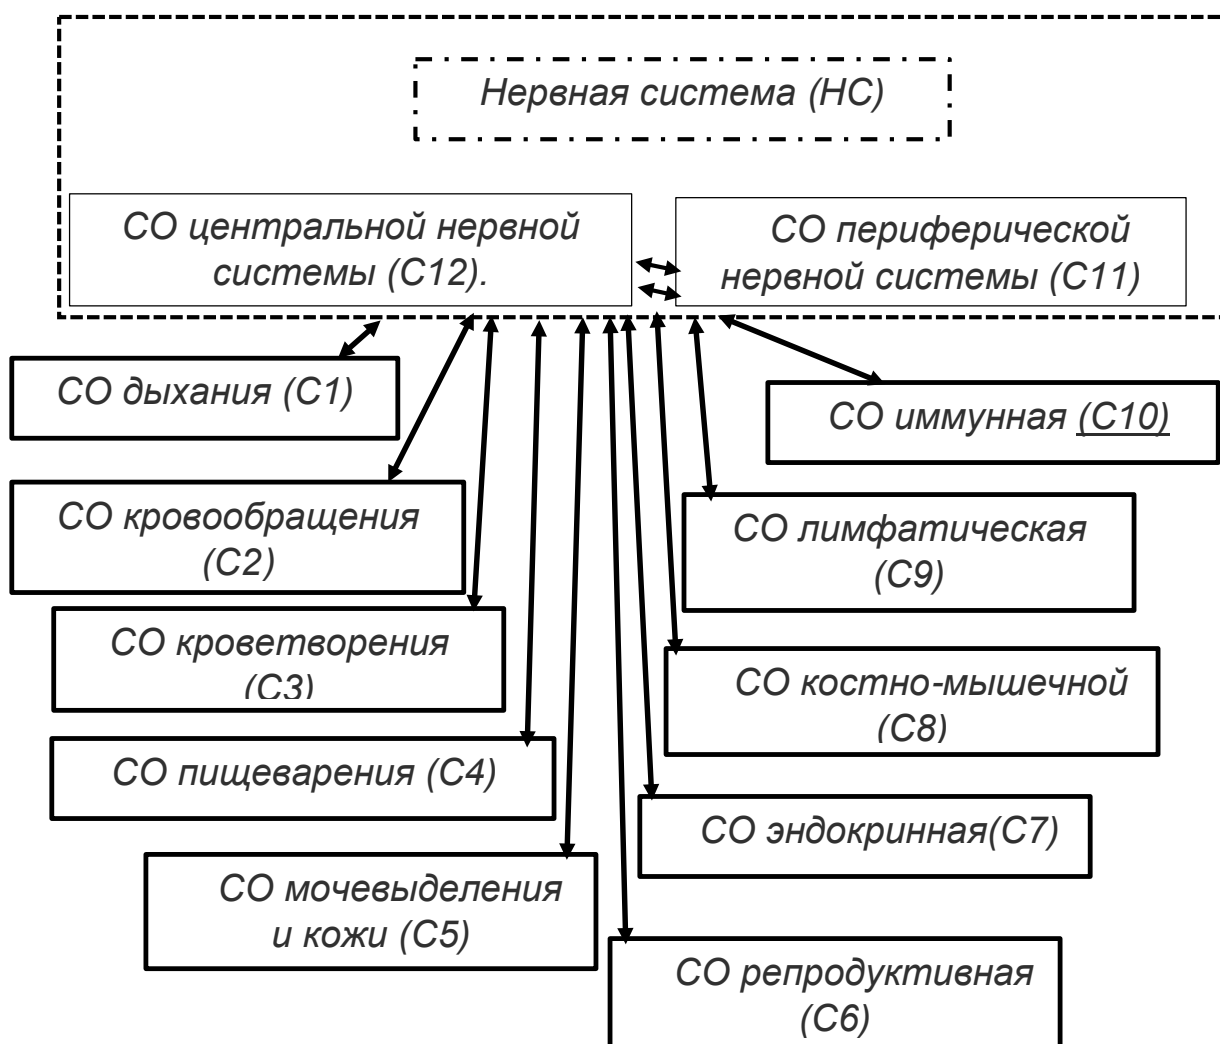 Нервная система (НС)
СО центральной нервной
системы (С12).
СО периферической
нервной системы (С11)
СО дыхания (С1)
СО иммунная (С10)
СО кровообращения
(С2)
СО лимфатическая
(С9)
СО кроветворения
(С3)
СО костно-мышечной
(С8)
СО пищеварения (С4)
СО эндокринная(С7)
СО мочевыделения
и кожи (С5)
СО репродуктивная
(С6)